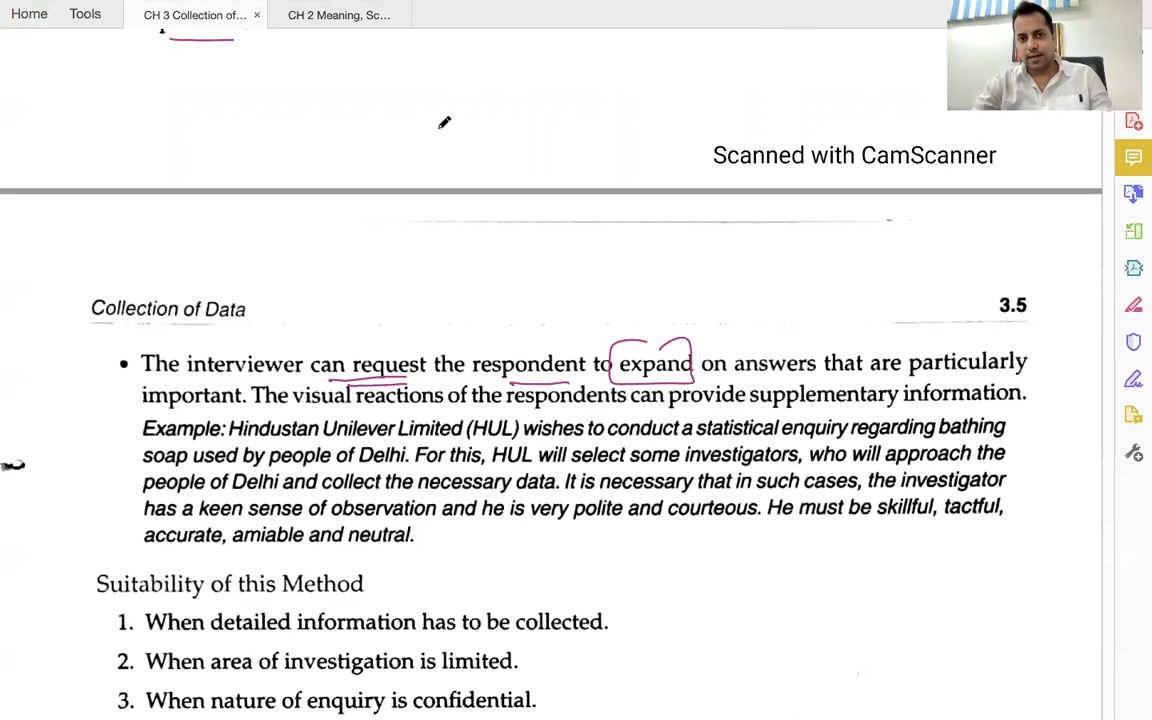 Home Tools CH 3 Collection of... × CH 2 Meaning, Sc...
Scanned with CamScanner
Collection of Data 3.5
• The interviewer can request the respondent to expand on answers that are particularly
important. The visual reactions of the respondents can provide supplementary information.
Example: Hindustan Unilever Limited (HUL) wishes to conduct a statistical enquiry regarding bathing
soap used by people of Delhi. For this, HUL will select some investigators, who will approach the
people of Delhi and collect the necessary data. It is necessary that in such cases, the investigator
has a keen sense of observation and he is very polite and courteous. He must be skillful, tactful,
accurate, amiable and neutral.
Suitability of this Method
1. When detailed information has to be collected.
2. When area of investigation is limited.
3. When nature of enquiry is confidential.